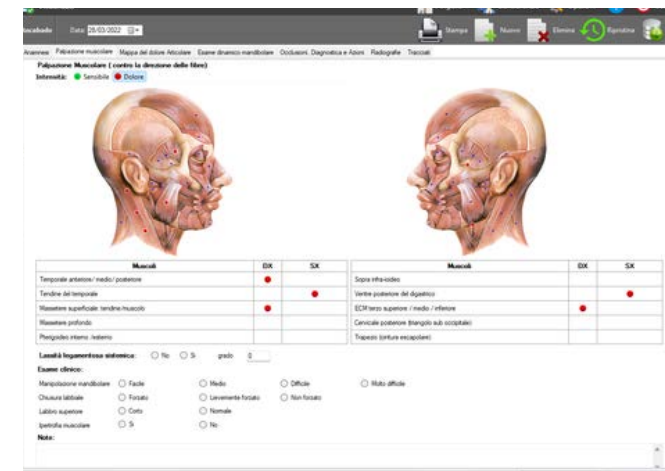 Data: 28/03/2022
Stampa Nuovo Elimina Ripristina
Anamnesi Palpazione muscolare Mappa del dolore Articolare Esame dinamico mandibolare Occlusioni, Diagnostica e Azioni Radiografie Tracciati
Palpazione Muscolare ( contro la direzione delle fibre)
Intensità: Sensibile Dolore
Muscoli DX SX Muscoli DX SX
Temporale anteriore/ medio/ posteriore Sopra infra-ioideo
Tendine del temporale Ventre posteriore del digastrico
Massetere superficiale: tendine/muscolo ECM terzo superiore / medio / inferiore
Massetere profondo Cervicale posteriore (triangolo sub occipitale)
Pterigoideo interno /esterno Trapezio (cintura escapolare)
Lassità legamentosa sistemica: No Si grado 0
Esame clinico:
Manipolazione mandibolare Facile Medio Difficile Molto difficile
Chiusura labbiale Forzato Lievemente forzato Non forzato
Labbro superiore Corto Normale
Ipertrofia muscolare Si No
Note: